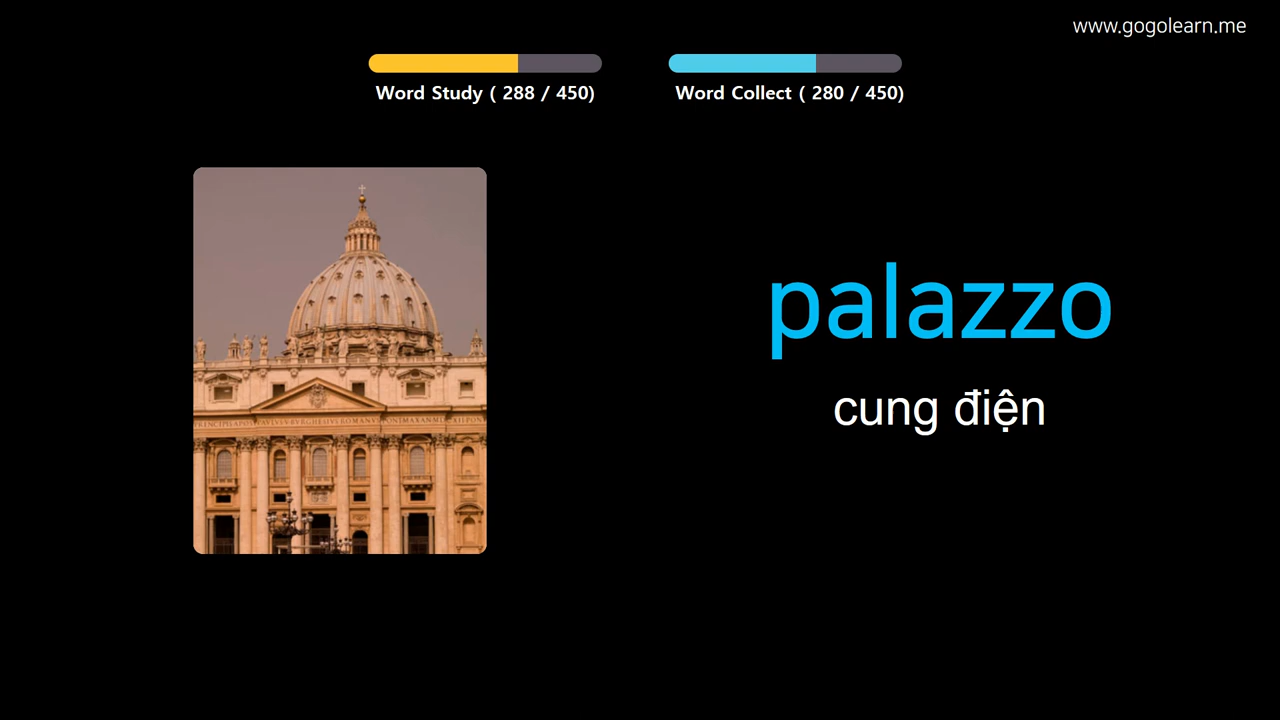 www.gogolearn.me
Word Study ( 288 / 450)
Word Collect ( 280 / 450)
palazzo
cung điện